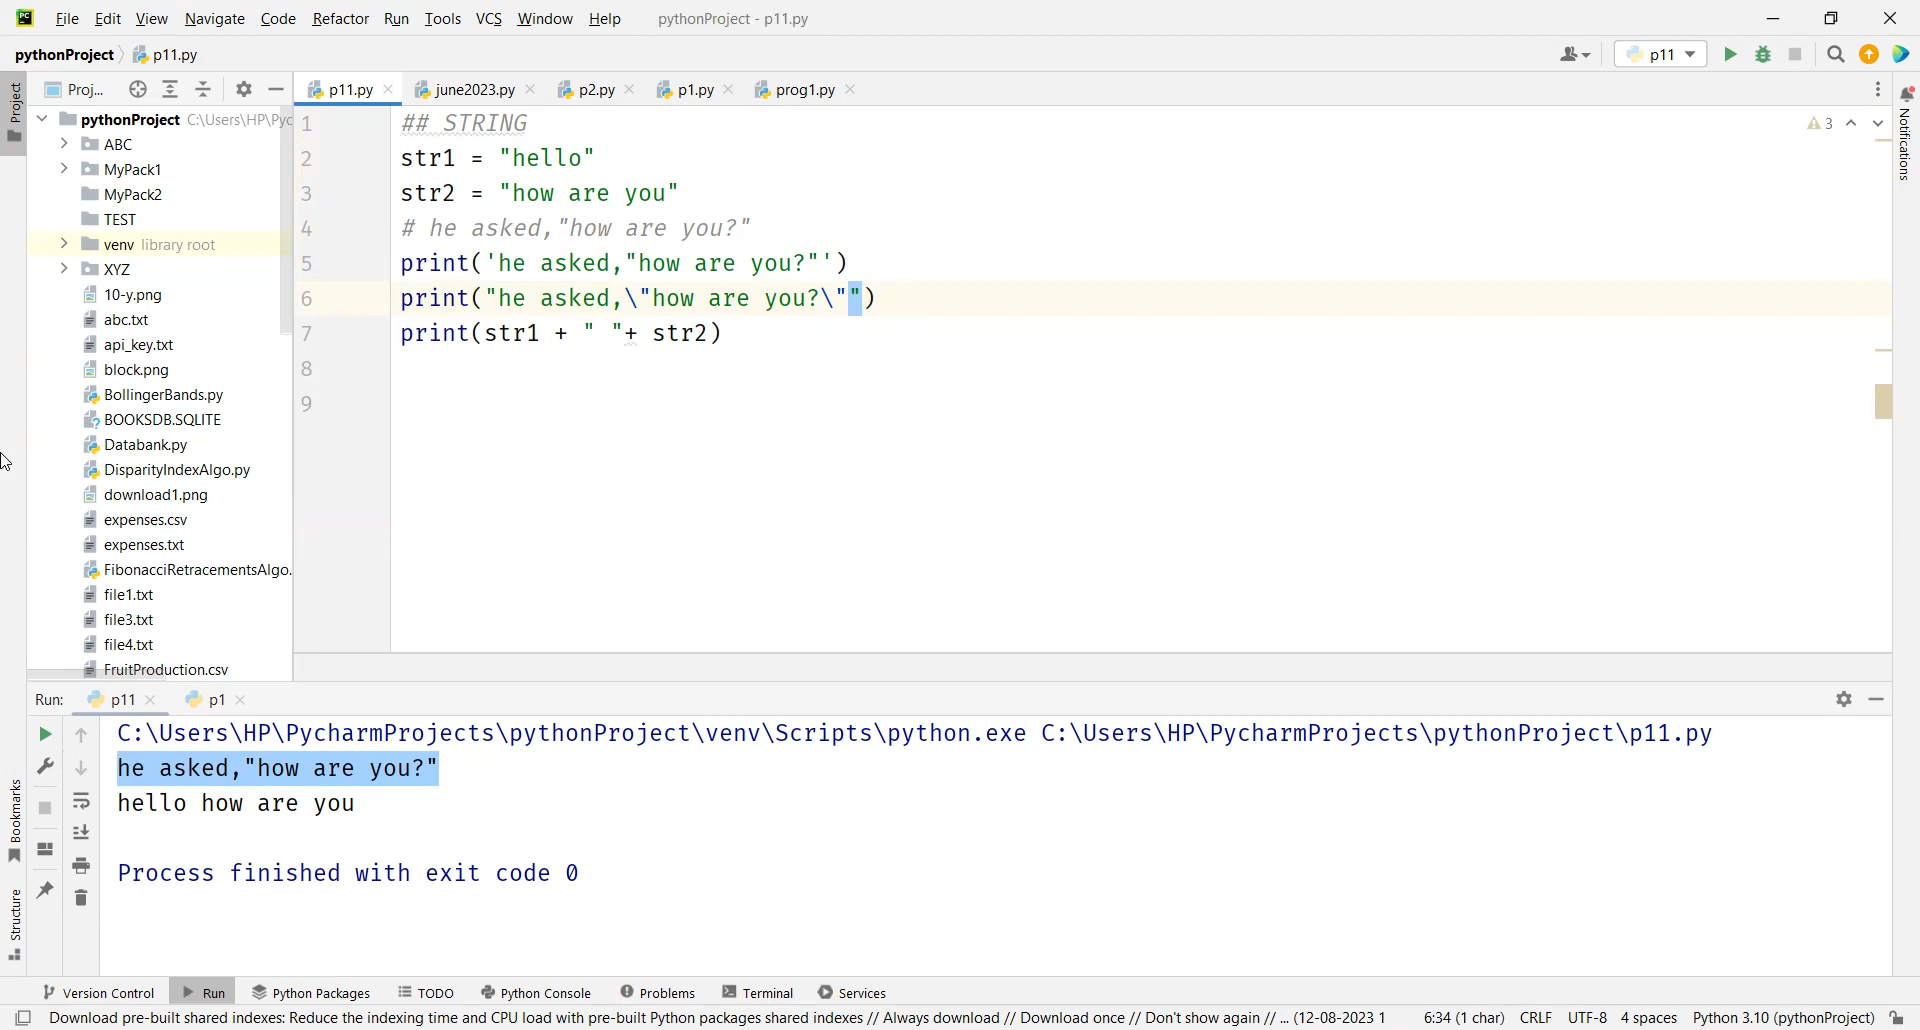 File Edit View Navigate Code Refactor Run Tools VCS Window Help pythonProject - p11.py
pythonProject p11.py p11
Proj... p11.py june2023.py p2.py p1.py prog1.py
Project
Notifications
pythonProject C:\Users\HP\Pyc
ABC
MyPack1
MyPack2
TEST
venv library root
XYZ
10-y.png
abc.txt
api_key.txt
block.png
BollingerBands.py
BOOKSDB.SQLITE
Databank.py
DisparityIndexAlgo.py
download1.png
expenses.csv
expenses.txt
FibonacciRetracementsAlgo.
file1.txt
file3.txt
file4.txt
FruitProduction.csv
1 ## STRING
2 str1 = "hello"
3 str2 = "how are you"
4 # he asked,"how are you?"
5 print('he asked,"how are you?"')
6 print("he asked,\"how are you?\"")
7 print(str1 + " "+ str2)
8
9
3
Run: p11 p1
C:\Users\HP\PycharmProjects\pythonProject\venv\Scripts\python.exe C:\Users\HP\PycharmProjects\pythonProject\p11.py
he asked,"how are you?"
hello how are you
Process finished with exit code 0
Bookmarks
Structure
Version Control Run Python Packages TODO Python Console Problems Terminal Services
Download pre-built shared indexes: Reduce the indexing time and CPU load with pre-built Python packages shared indexes // Always download // Download once // Don't show again // ... (12-08-2023 1 6:34 (1 char) CRLF UTF-8 4 spaces Python 3.10 (pythonProject)